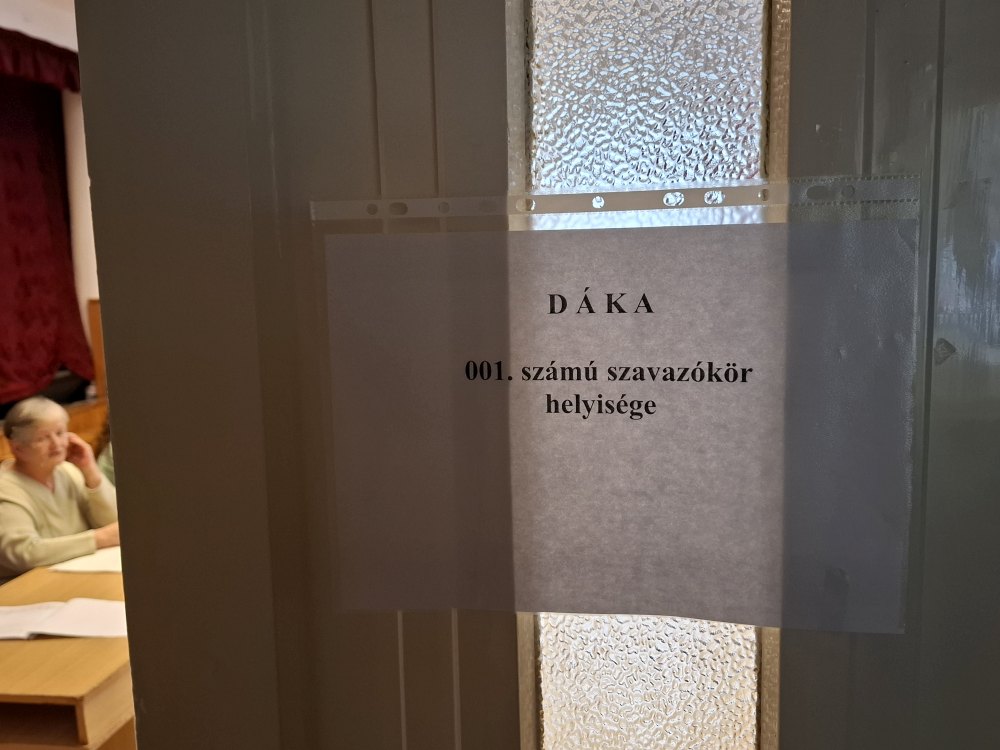 D Á K A
001. számú szavazókör
helyisége